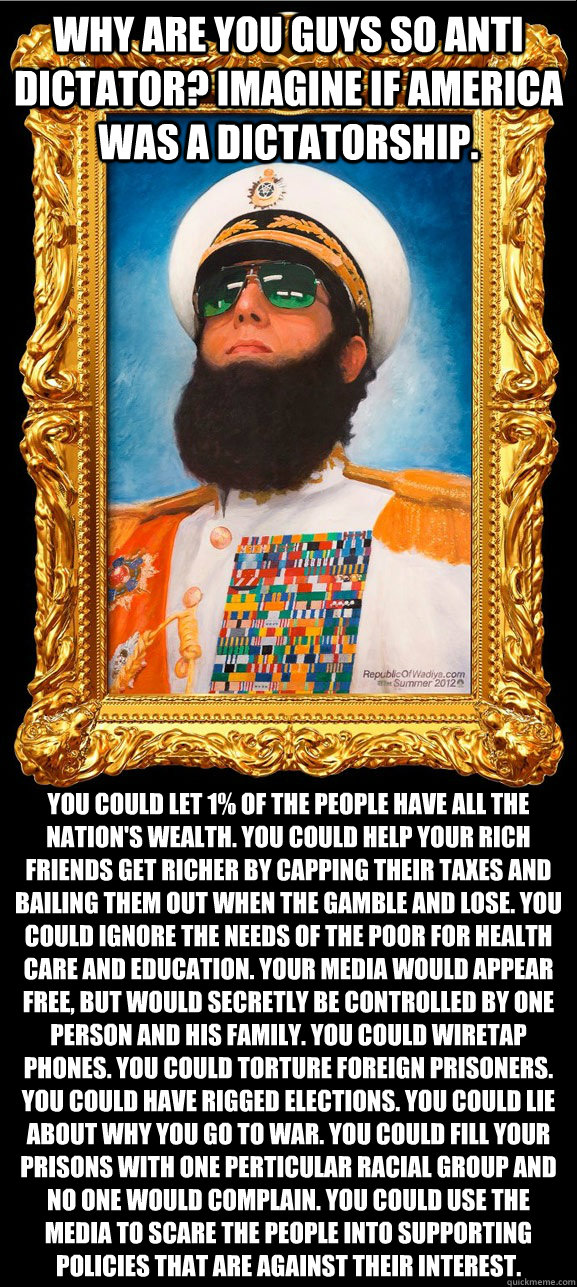 WHY ARE YOU GUYS SO ANTI
DICTATOR? IMAGINE IF AMERICA
WAS A DICTATORSHIP.
RepublicOfWadiya.com
Summer 2012
YOU COULD LET 1% OF THE PEOPLE HAVE ALL THE
NATION'S WEALTH. YOU COULD HELP YOUR RICH
FRIENDS GET RICHER BY CAPPING THEIR TAXES AND
BAILING THEM OUT WHEN THE GAMBLE AND LOSE. YOU
COULD IGNORE THE NEEDS OF THE POOR FOR HEALTH
CARE AND EDUCATION. YOUR MEDIA WOULD APPEAR
FREE, BUT WOULD SECRETLY BE CONTROLLED BY ONE
PERSON AND HIS FAMILY. YOU COULD WIRETAP
PHONES. YOU COULD TORTURE FOREIGN PRISONERS.
YOU COULD HAVE RIGGED ELECTIONS. YOU COULD LIE
ABOUT WHY YOU GO TO WAR. YOU COULD FILL YOUR
PRISONS WITH ONE PERTICULAR RACIAL GROUP AND
NO ONE WOULD COMPLAIN. YOU COULD USE THE
MEDIA TO SCARE THE PEOPLE INTO SUPPORTING
POLICIES THAT ARE AGAINST THEIR INTEREST.
quickmeme.com